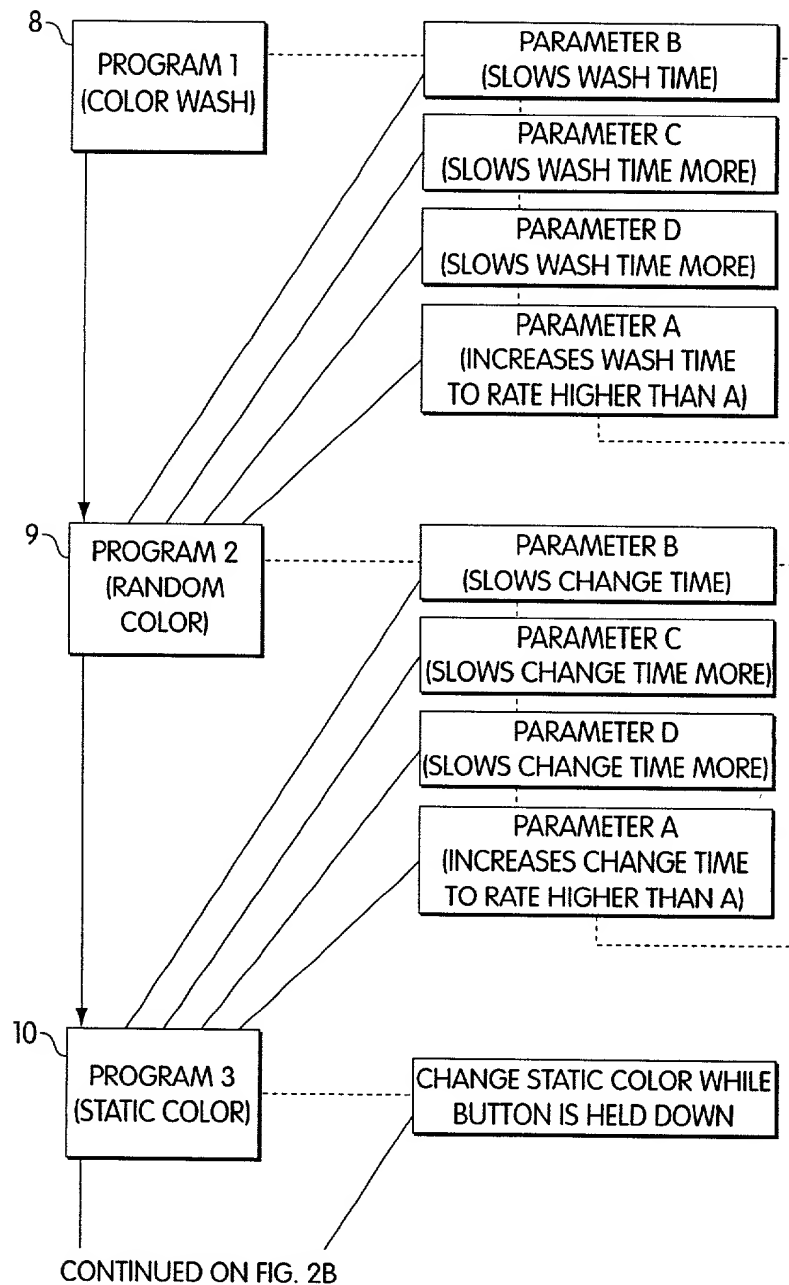 8
PROGRAM 1
(COLOR WASH)
PARAMETER B
(SLOWS WASH TIME)
PARAMETER C
(SLOWS WASH TIME MORE)
PARAMETER D
(SLOWS WASH TIME MORE)
PARAMETER A
(INCREASES WASH TIME
TO RATE HIGHER THAN A)
9
PROGRAM 2
(RANDOM
COLOR)
PARAMETER B
(SLOWS CHANGE TIME)
PARAMETER C
(SLOWS CHANGE TIME MORE)
PARAMETER D
(SLOWS CHANGE TIME MORE)
PARAMETER A
(INCREASES CHANGE TIME
TO RATE HIGHER THAN A)
10
PROGRAM 3
(STATIC COLOR)
CHANGE STATIC COLOR WHILE
BUTTON IS HELD DOWN
CONTINUED ON FIG. 2B